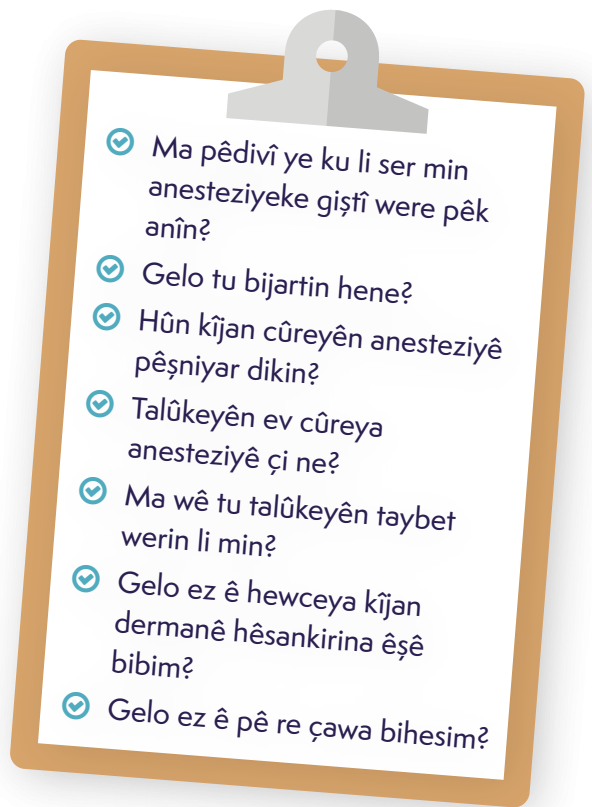 Ma pêdivî ye ku li ser min
anesteziyeke giştî were pêk
anîn?
Gelo tu bijartin hene?
Hûn kîjan cûreyên anesteziyê
pêşniyar dikin?
Talûkeyên ev cûreya
anesteziyê çi ne?
Ma wê tu talûkeyên taybet
werin li min?
Gelo ez ê hewceya kîjan
dermanê hêsankirina êşê
bibim?
Gelo ez ê pê re çawa bihesim?